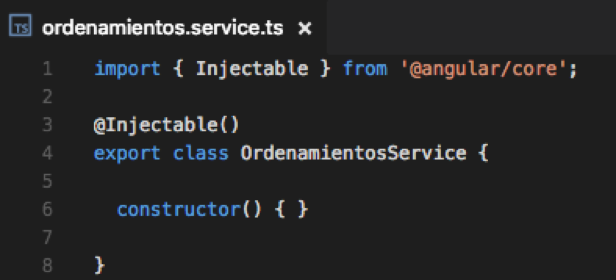 TS ordenamientos.service.ts ×
1 import { Injectable } from '@angular/core';
2
3 @Injectable()
4 export class OrdenamientosService {
5
6 constructor() { }
7
8 }